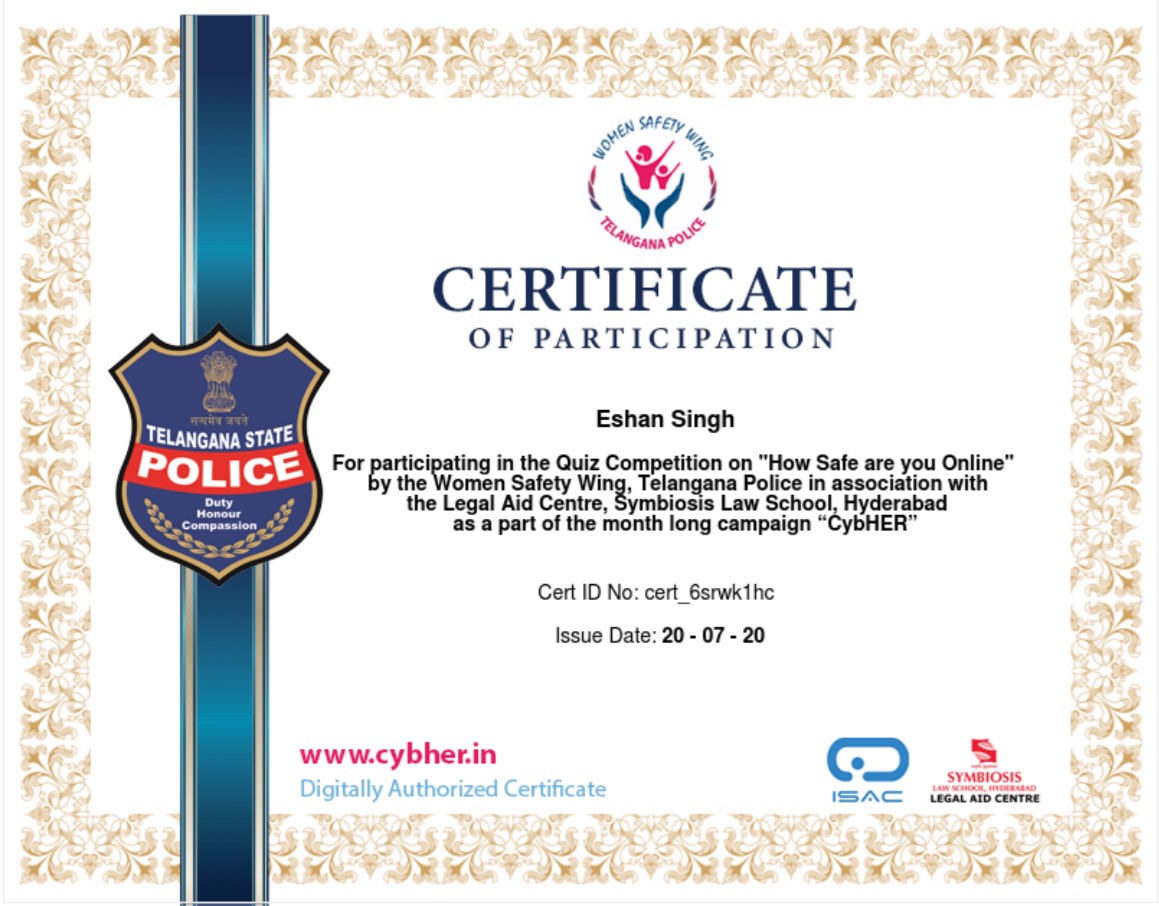 WOMEN SAFETY WING
TELANGANA POLICE
CERTIFICATE
OF PARTICIPATION
सत्यमेव जयते
TELANGANA STATE
POLICE
Duty
Honour
Compassion
Eshan Singh
For participating in the Quiz Competition on "How Safe are you Online"
by the Women Safety Wing, Telangana Police in association with
the Legal Aid Centre, Symbiosis Law School, Hyderabad
as a part of the month long campaign “CybHER”
Cert ID No: cert_6srwk1hc
Issue Date: 20 - 07 - 20
www.cybher.in
Digitally Authorized Certificate
ISAC
SYMBIOSIS
LAW SCHOOL, HYDERABAD
LEGAL AID CENTRE